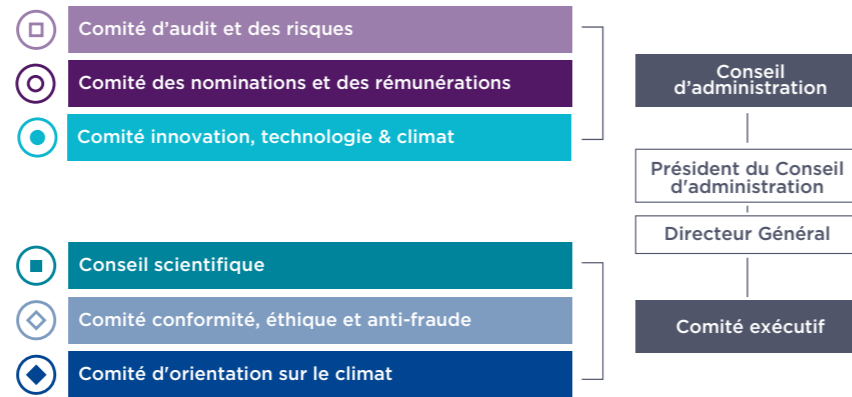 Comité d’audit et des risques
Comité des nominations et des rémunérations
Comité innovation, technologie & climat
Conseil
d’administration
Président du Conseil
d'administration
Directeur Général
Conseil scientifique
Comité conformité, éthique et anti-fraude
Comité d'orientation sur le climat
Comité exécutif